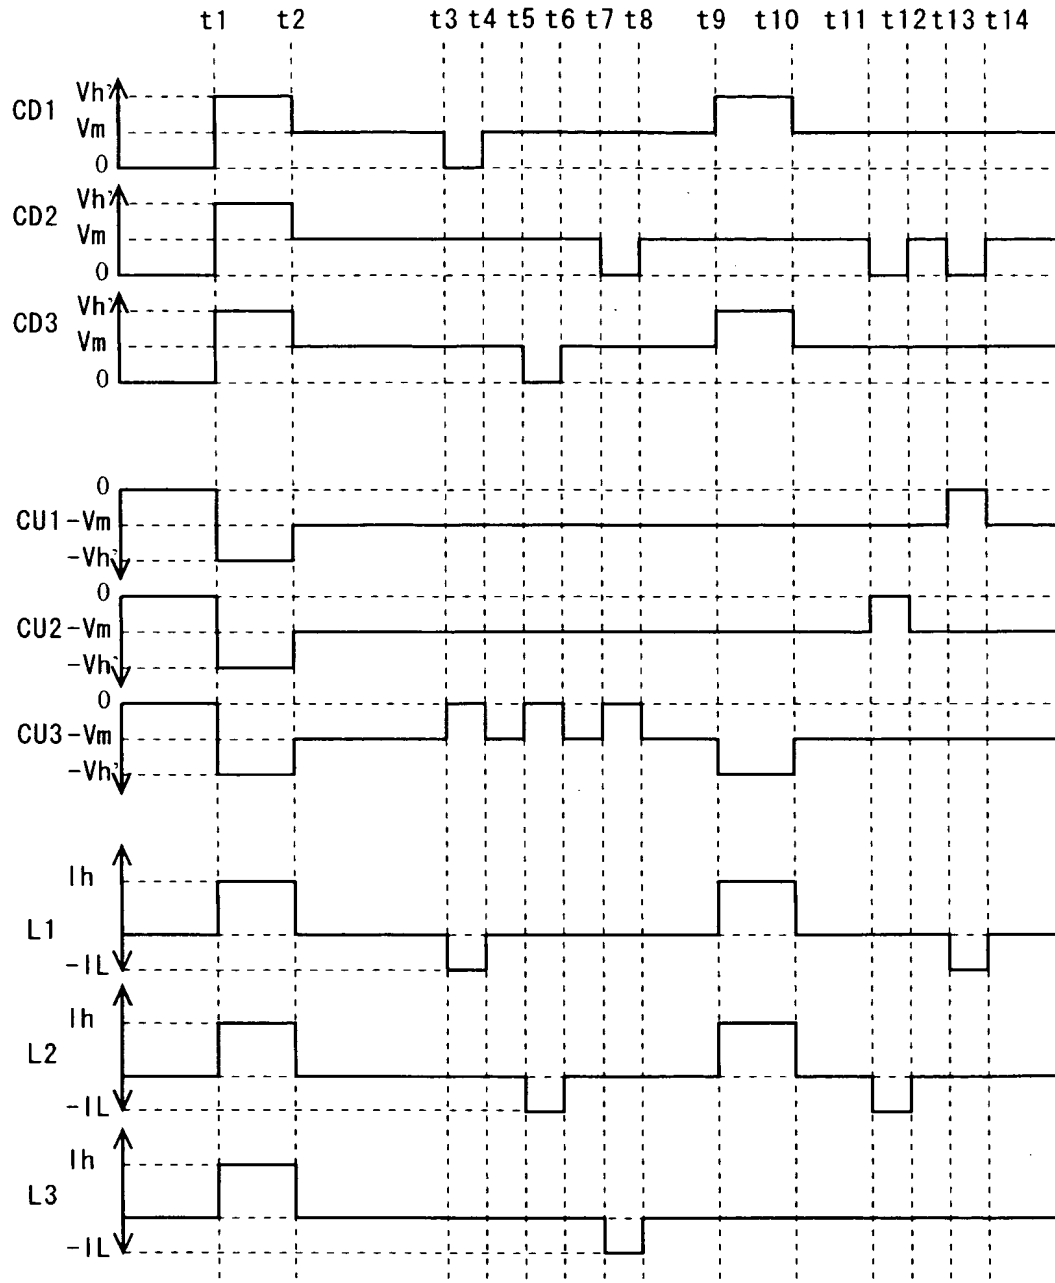 t1 t2 t3 t4 t5 t6 t7 t8 t9 t10 t11 t12 t13 t14
Vh
CD1
Vm
0
Vh
CD2
Vm
0
Vh
CD3
Vm
0
0
CU1-Vm
-Vh
0
CU2-Vm
-Vh
0
CU3-Vm
-Vh
Ih
L1
-IL
Ih
L2
-IL
Ih
L3
-IL